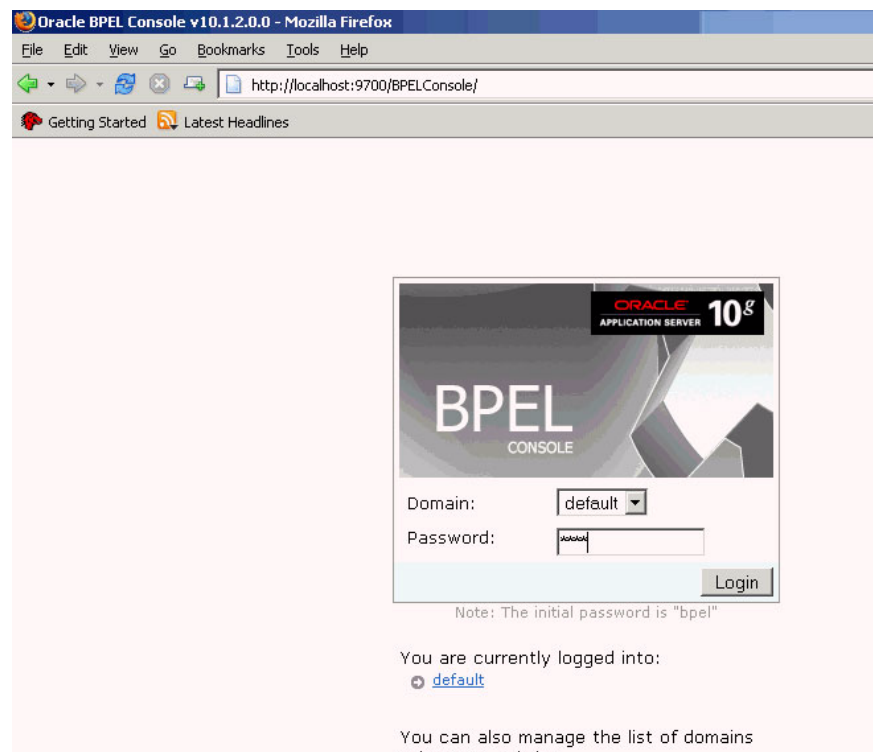 Oracle BPEL Console v10.1.2.0.0 - Mozilla Firefox
File Edit View Go Bookmarks Tools Help
http://localhost:9700/BPELConsole/
Getting Started Latest Headlines
ORACLE
APPLICATION SERVER 10g
BPEL
CONSOLE
Domain: default
Password: ****
Login
Note: The initial password is "bpel"
You are currently logged into:
default
You can also manage the list of domains